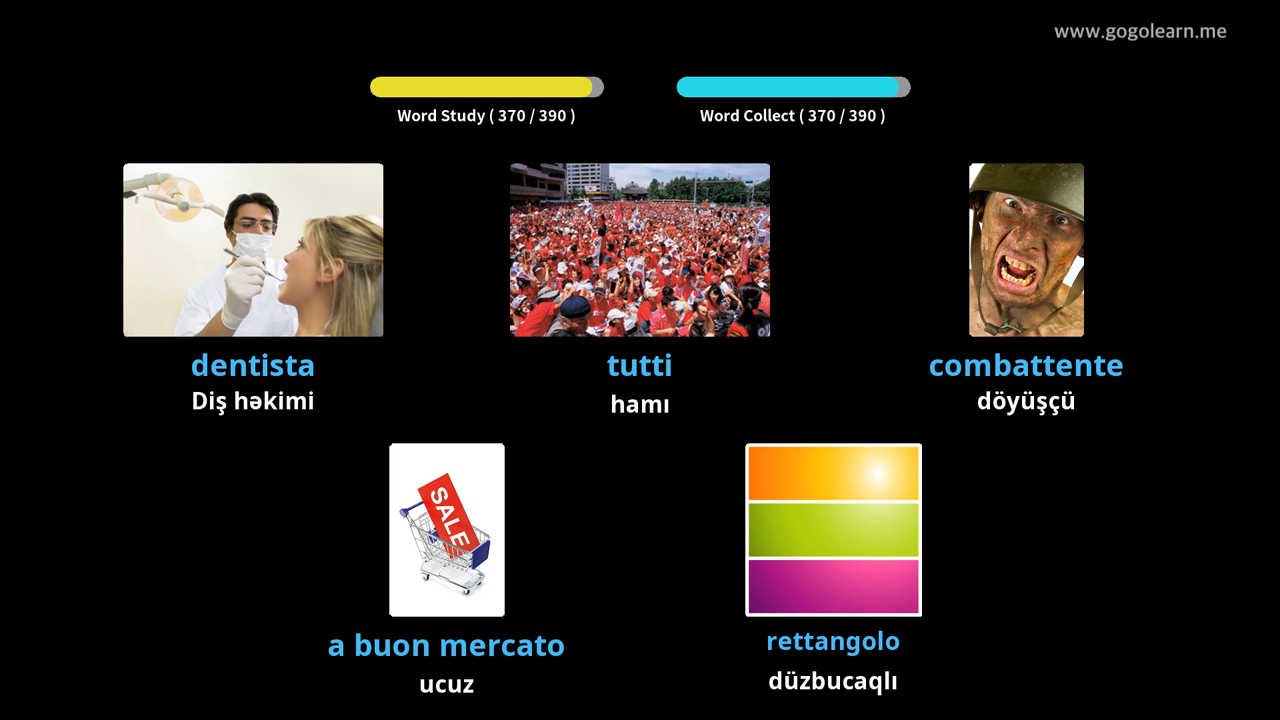 www.gogolearn.me
Word Study ( 370 / 390 )
Word Collect ( 370 / 390 )
dentista
Diş həkimi
tutti
hamı
combattente
döyüşçü
SALE
a buon mercato
ucuz
rettangolo
düzbucaqlı